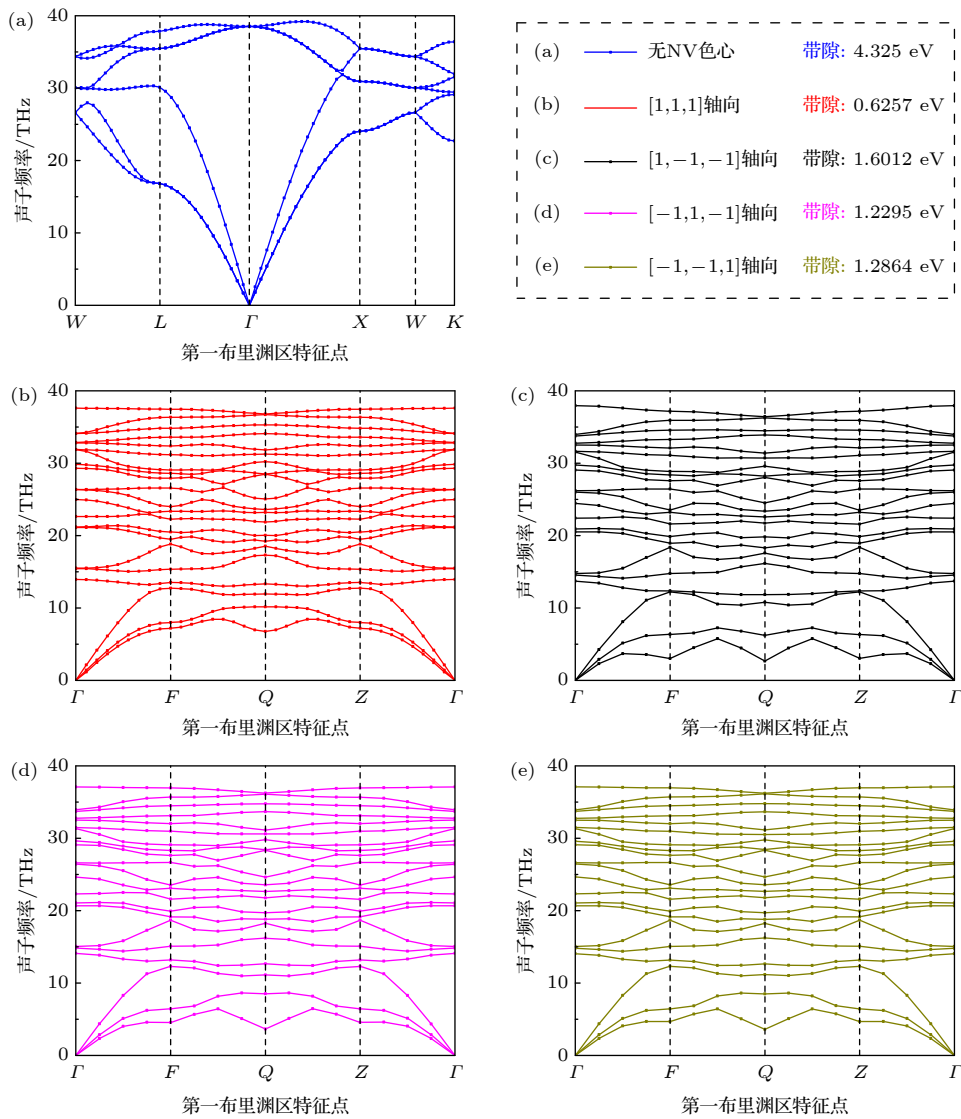 (a)
40
30
20
10
0
声子频率/THz
W L Γ X W K
第一布里渊区特征点
(a) 无NV色心 带隙: 4.325 eV
(b) [1,1,1]轴向 带隙: 0.6257 eV
(c) [1,−1,−1]轴向 带隙: 1.6012 eV
(d) [−1,1,−1]轴向 带隙: 1.2295 eV
(e) [−1,−1,1]轴向 带隙: 1.2864 eV
(b)
40
30
20
10
0
声子频率/THz
Γ F Q Z Γ
第一布里渊区特征点
(c)
40
30
20
10
0
声子频率/THz
Γ F Q Z Γ
第一布里渊区特征点
(d)
40
30
20
10
0
声子频率/THz
Γ F Q Z Γ
第一布里渊区特征点
(e)
40
30
20
10
0
声子频率/THz
Γ F Q Z Γ
第一布里渊区特征点